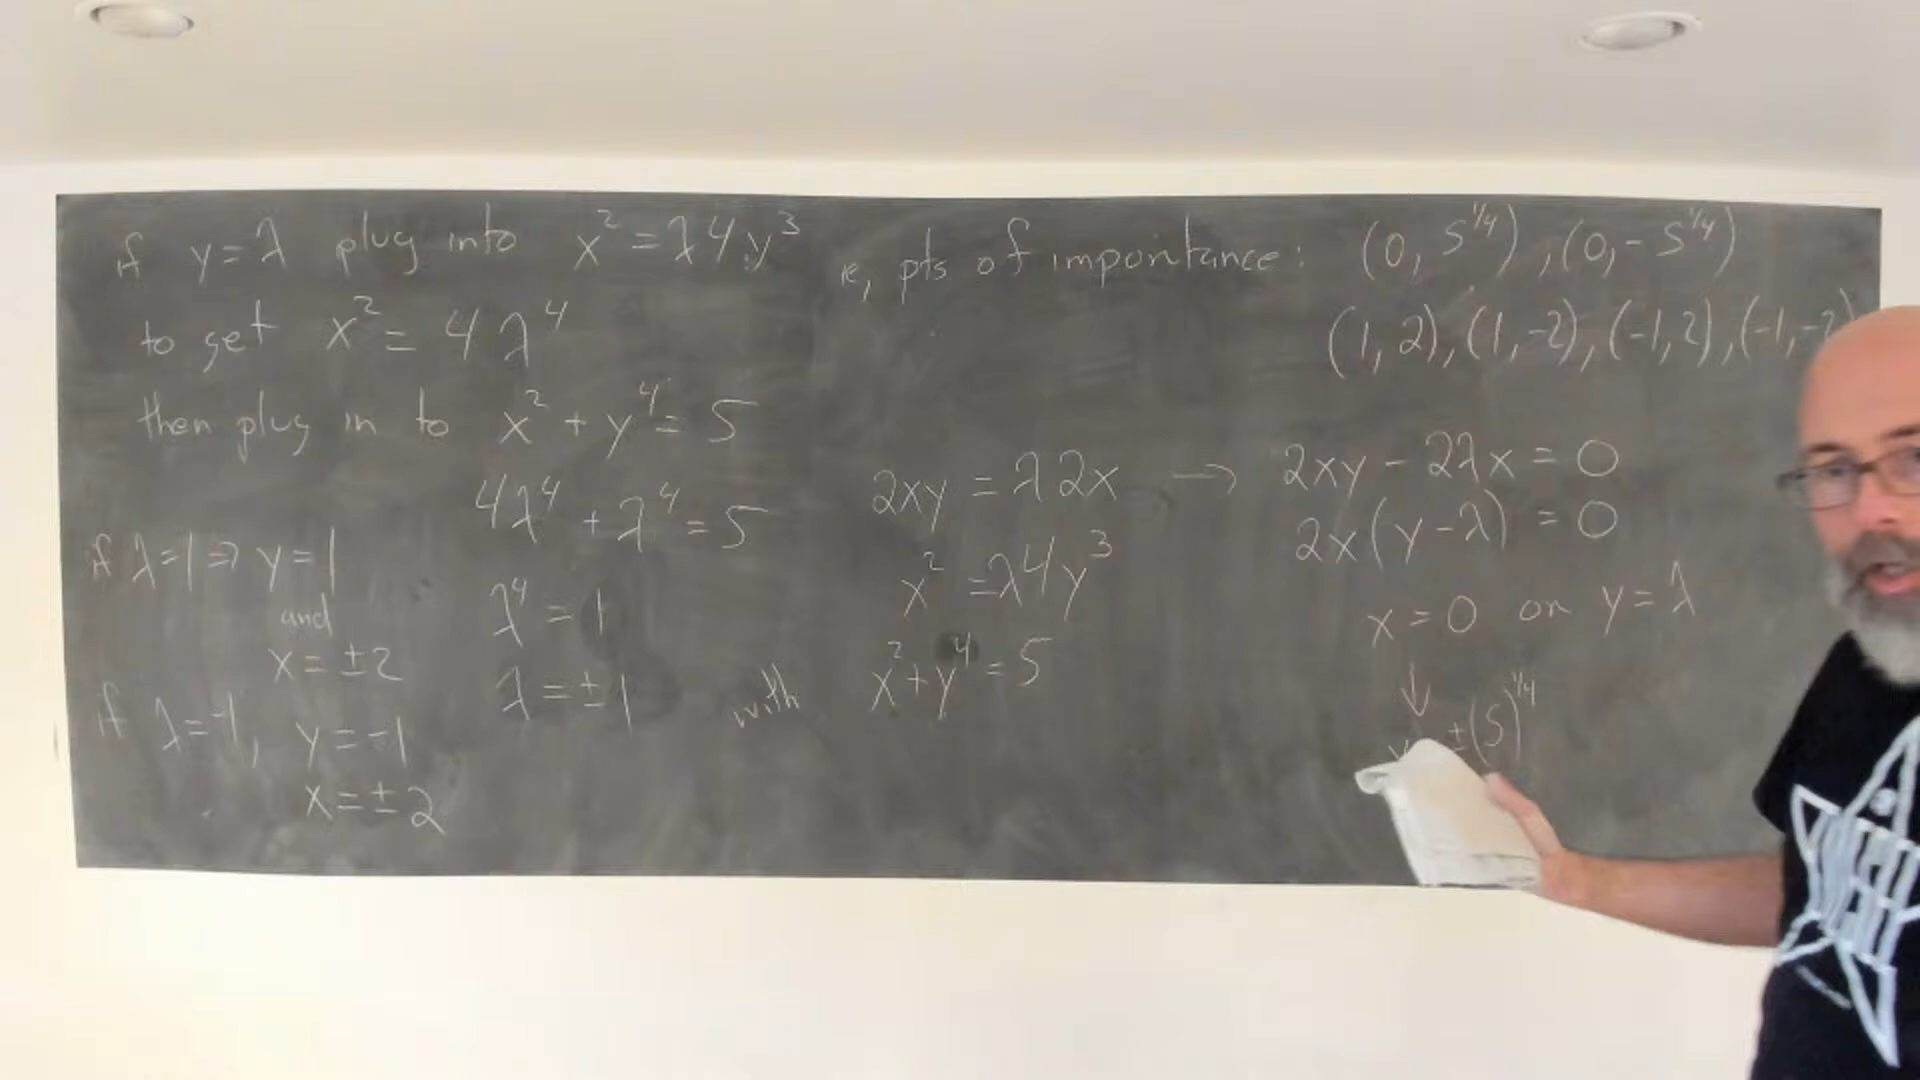 if y=λ plug into x²=λ4y³
to get x² = 4λ⁴
then plug in to x² + y⁴ = 5
4λ⁴ + λ⁴ = 5
λ⁴ = 1
λ = ±1
if λ=1 ⇒ y=1
and
x = ±2
if λ=-1, y=-1
x=±2
ie, pts of importance: (0, 5^{1/4}), (0, -5^{1/4})
(1, 2), (1, -2), (-1, 2), (-1, -2)
2xy = λ2x → 2xy - 2λx = 0
2x(y-λ) = 0
x² = λ4y³
with x²+y⁴ = 5
x = 0 or y = λ
↓
±(5)^{1/4}